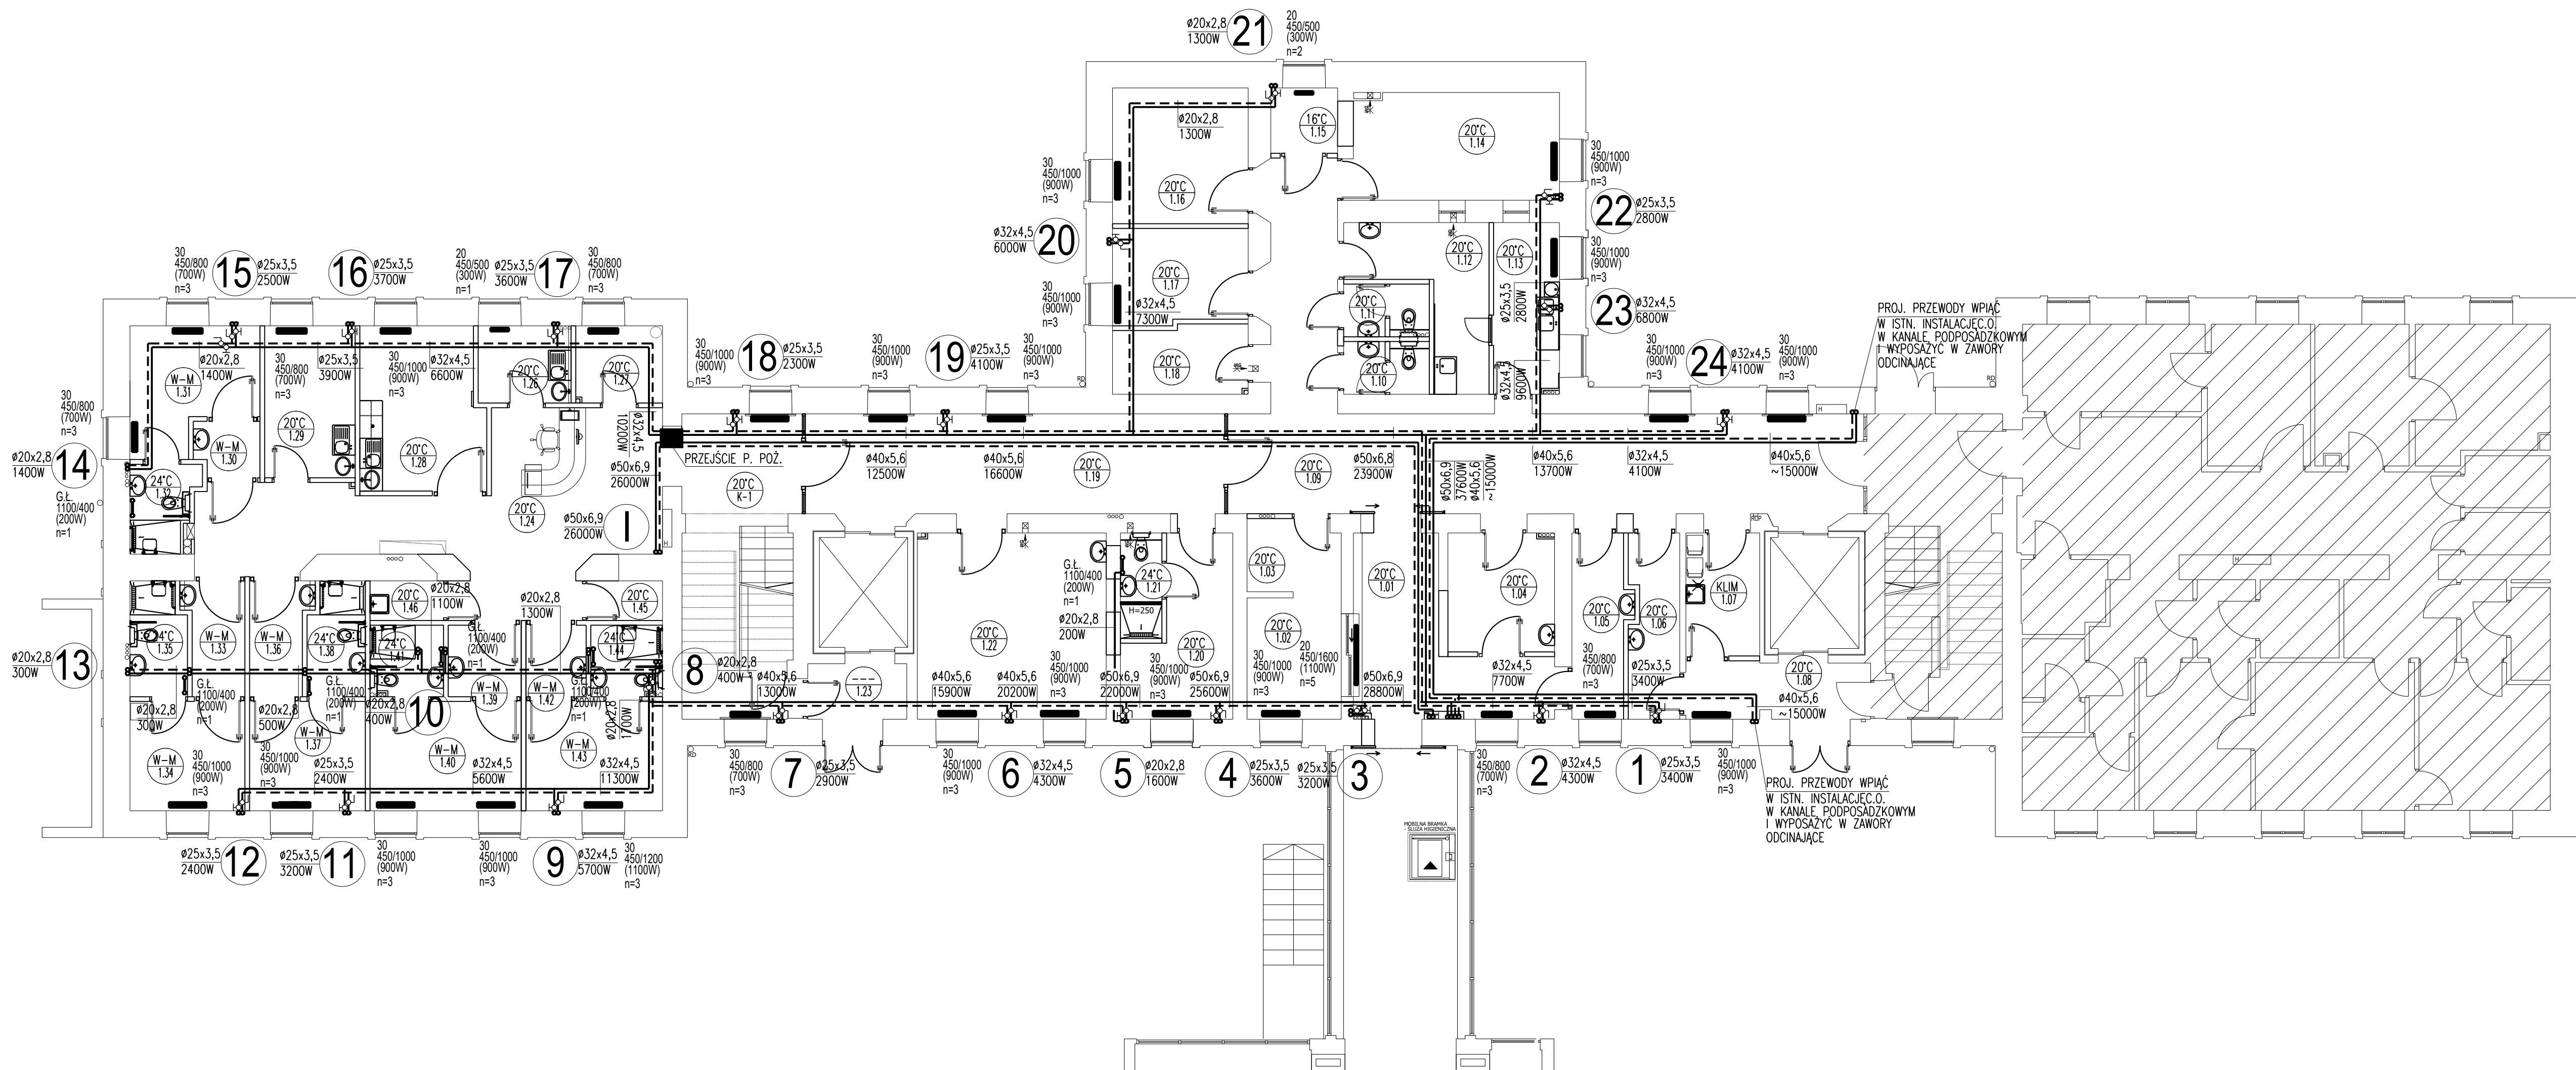 ø20x2,8
1300W
21
20
450/500
(300W)
n=2
ø20x2,8
1300W
16°C
1.15
20°C
1.14
30
450/1000
(900W)
n=3
30
450/1000
(900W)
n=3
20°C
1.16
22
ø25x3,5
2800W
ø32x4,5
6000W
20
20°C
1.17
20°C
1.12
20°C
1.13
30
450/1000
(900W)
n=3
30
450/1000
(900W)
n=3
ø32x4,5
7300W
20°C
1.11
ø25x3,5
2800W
23
ø32x4,5
6800W
20°C
1.18
20°C
1.10
ø32x4,5
9600W
RD
30
450/800
(700W)
n=3
15
ø25x3,5
2500W
16
ø25x3,5
3700W
20
450/500
(300W)
n=1
ø25x3,5
3600W
17
30
450/800
(700W)
n=3
ø20x2,8
1400W
30
450/800
(700W)
n=3
ø25x3,5
3900W
30
450/1000
(900W)
n=3
ø32x4,5
6600W
20°C
1.26
20°C
1.27
W-M
1.31
W-M
1.30
20°C
1.29
20°C
1.28
20°C
1.24
24°C
1.32
30
450/800
(700W)
n=3
ø20x2,8
1400W
14
G.Ł.
1100/400
(200W)
n=1
ø32x4,5
10200W
ø50x6,9
26000W
ø50x6,9
26000W
I
H
PRZEJŚCIE P. POŻ.
30
450/1000
(900W)
n=3
18
ø25x3,5
2300W
30
450/1000
(900W)
n=3
19
ø25x3,5
4100W
30
450/1000
(900W)
n=3
20°C
K-1
ø40x5,6
12500W
ø40x5,6
16600W
20°C
1.19
20°C
1.09
ø50x6,8
23900W
ø50x6,9
37600W
ø40x5,6
~15000W
ø40x5,6
13700W
ø32x4,5
4100W
ø40x5,6
~15000W
30
450/1000
(900W)
n=3
24
ø32x4,5
4100W
30
450/1000
(900W)
n=3
H
RD
PROJ. PRZEWODY WPIĄĆ
W ISTN. INSTALACJĘC.O.
W KANALE PODPOSADZKOWYM
I WYPOSAŻYĆ W ZAWORY
ODCINAJĄCE
H
24°C
1.35
W-M
1.33
W-M
1.36
24°C
1.38
20°C
1.46
ø20x2,8
1100W
24°C
1.41
G.Ł.
1100/400
(200W)
n=1
ø20x2,8
1300W
20°C
1.45
24°C
1.44
ø20x2,8
300W
13
ø20x2,8
300W
G.Ł.
1100/400
(200W)
n=1
ø20x2,8
500W
G.Ł.
1100/400
(200W)
n=1
ø20x2,8
400W
10
W-M
1.39
W-M
1.42
G.Ł.
1100/400
(200W)
n=1
ø20x2,8
1700W
8
ø20x2,8
400W
W-M
1.34
30
450/1000
(900W)
n=3
30
450/1000
(900W)
n=3
W-M
1.37
ø25x3,5
2400W
W-M
1.40
ø32x4,5
5600W
W-M
1.43
ø32x4,5
11300W
ø25x3,5
2400W
12
ø25x3,5
3200W
11
30
450/1000
(900W)
n=3
30
450/1000
(900W)
n=3
9
ø32x4,5
5700W
30
450/1200
(1100W)
n=3
RD
ø40x5,6
13000W
---
1.23
20°C
1.22
ø40x5,6
15900W
ø40x5,6
20200W
30
450/1000
(900W)
n=3
G.Ł.
1100/400
(200W)
n=1
ø20x2,8
200W
24°C
1.21
H=250
20°C
1.20
ø50x6,9
22000W
30
450/1000
(900W)
n=3
ø50x6,9
25600W
20°C
1.03
20°C
1.02
30
450/1000
(900W)
n=3
20
450/1600
(1100W)
n=5
20°C
1.01
ø50x6,9
28800W
20°C
1.04
ø32x4,5
7700W
20°C
1.05
30
450/800
(700W)
n=3
20°C
1.06
ø25x3,5
3400W
KLIM
1.07
20°C
1.08
ø40x5,6
~15000W
30
450/800
(700W)
n=3
7
ø25x3,5
2900W
30
450/1000
(900W)
n=3
6
ø32x4,5
4300W
5
ø20x2,8
1600W
4
ø25x3,5
3600W
ø25x3,5
3200W
3
30
450/800
(700W)
n=3
2
ø32x4,5
4300W
1
ø25x3,5
3400W
30
450/1000
(900W)
n=3
RD
PROJ. PRZEWODY WPIĄĆ
W ISTN. INSTALACJĘC.O.
W KANALE PODPOSADZKOWYM
I WYPOSAŻYĆ W ZAWORY
ODCINAJĄCE
MOBILNA BRAMKA
- ŚLUZA HIGIENICZNA